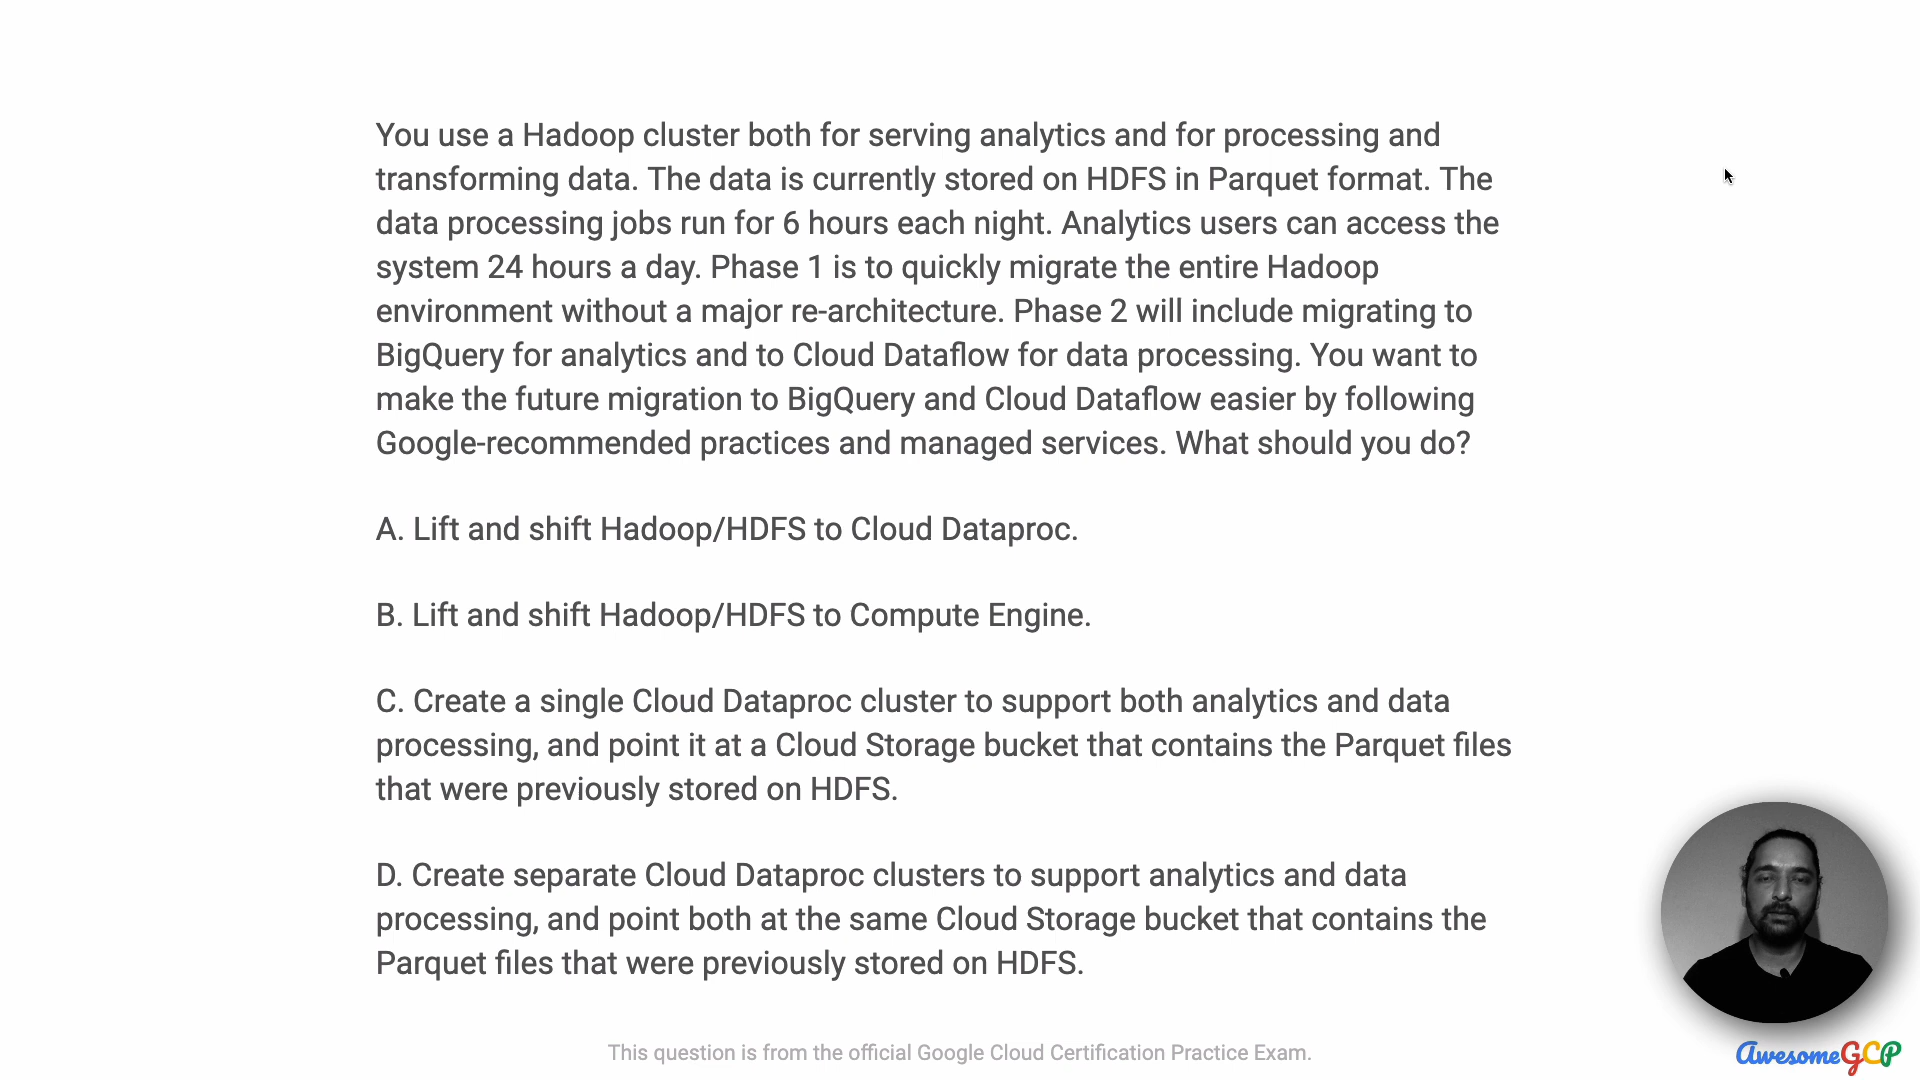 You use a Hadoop cluster both for serving analytics and for processing and
transforming data. The data is currently stored on HDFS in Parquet format. The
data processing jobs run for 6 hours each night. Analytics users can access the
system 24 hours a day. Phase 1 is to quickly migrate the entire Hadoop
environment without a major re-architecture. Phase 2 will include migrating to
BigQuery for analytics and to Cloud Dataflow for data processing. You want to
make the future migration to BigQuery and Cloud Dataflow easier by following
Google-recommended practices and managed services. What should you do?
A. Lift and shift Hadoop/HDFS to Cloud Dataproc.
B. Lift and shift Hadoop/HDFS to Compute Engine.
C. Create a single Cloud Dataproc cluster to support both analytics and data
processing, and point it at a Cloud Storage bucket that contains the Parquet files
that were previously stored on HDFS.
D. Create separate Cloud Dataproc clusters to support analytics and data
processing, and point both at the same Cloud Storage bucket that contains the
Parquet files that were previously stored on HDFS.
This question is from the official Google Cloud Certification Practice Exam.
AwesomeGCP